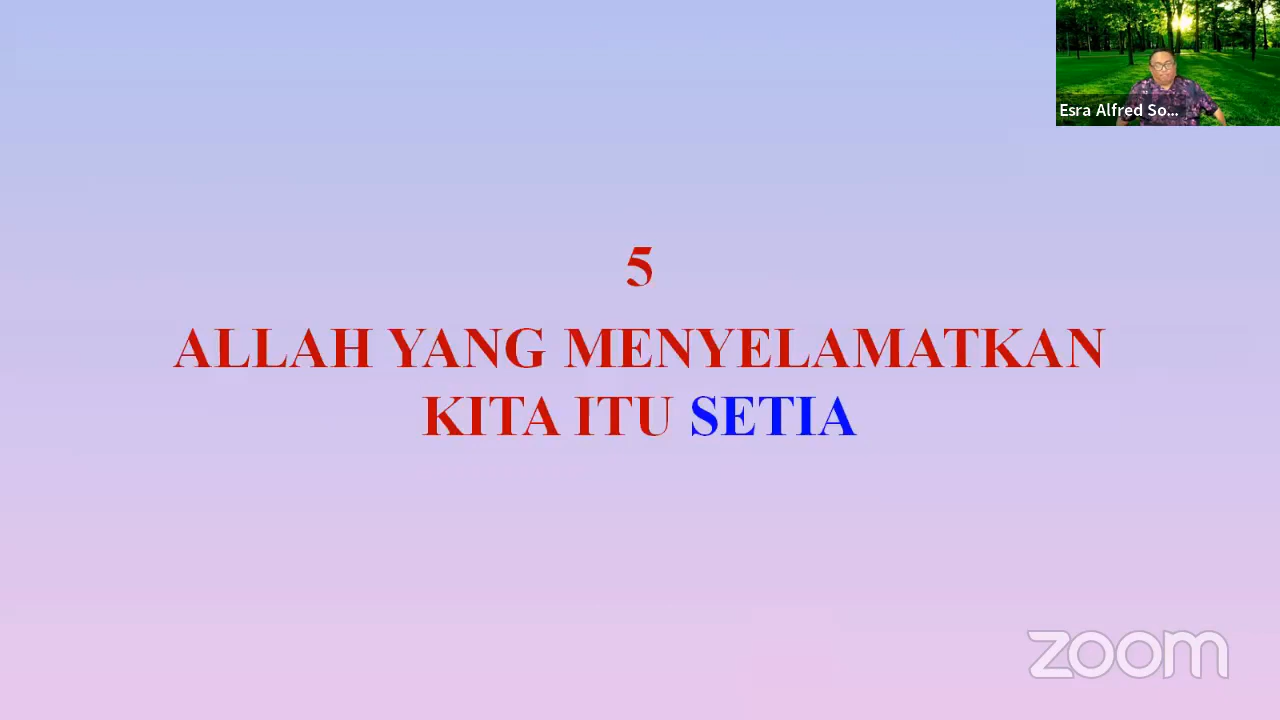 Esra Alfred So...
5
ALLAH YANG MENYELAMATKAN
KITA ITU SETIA
zoom